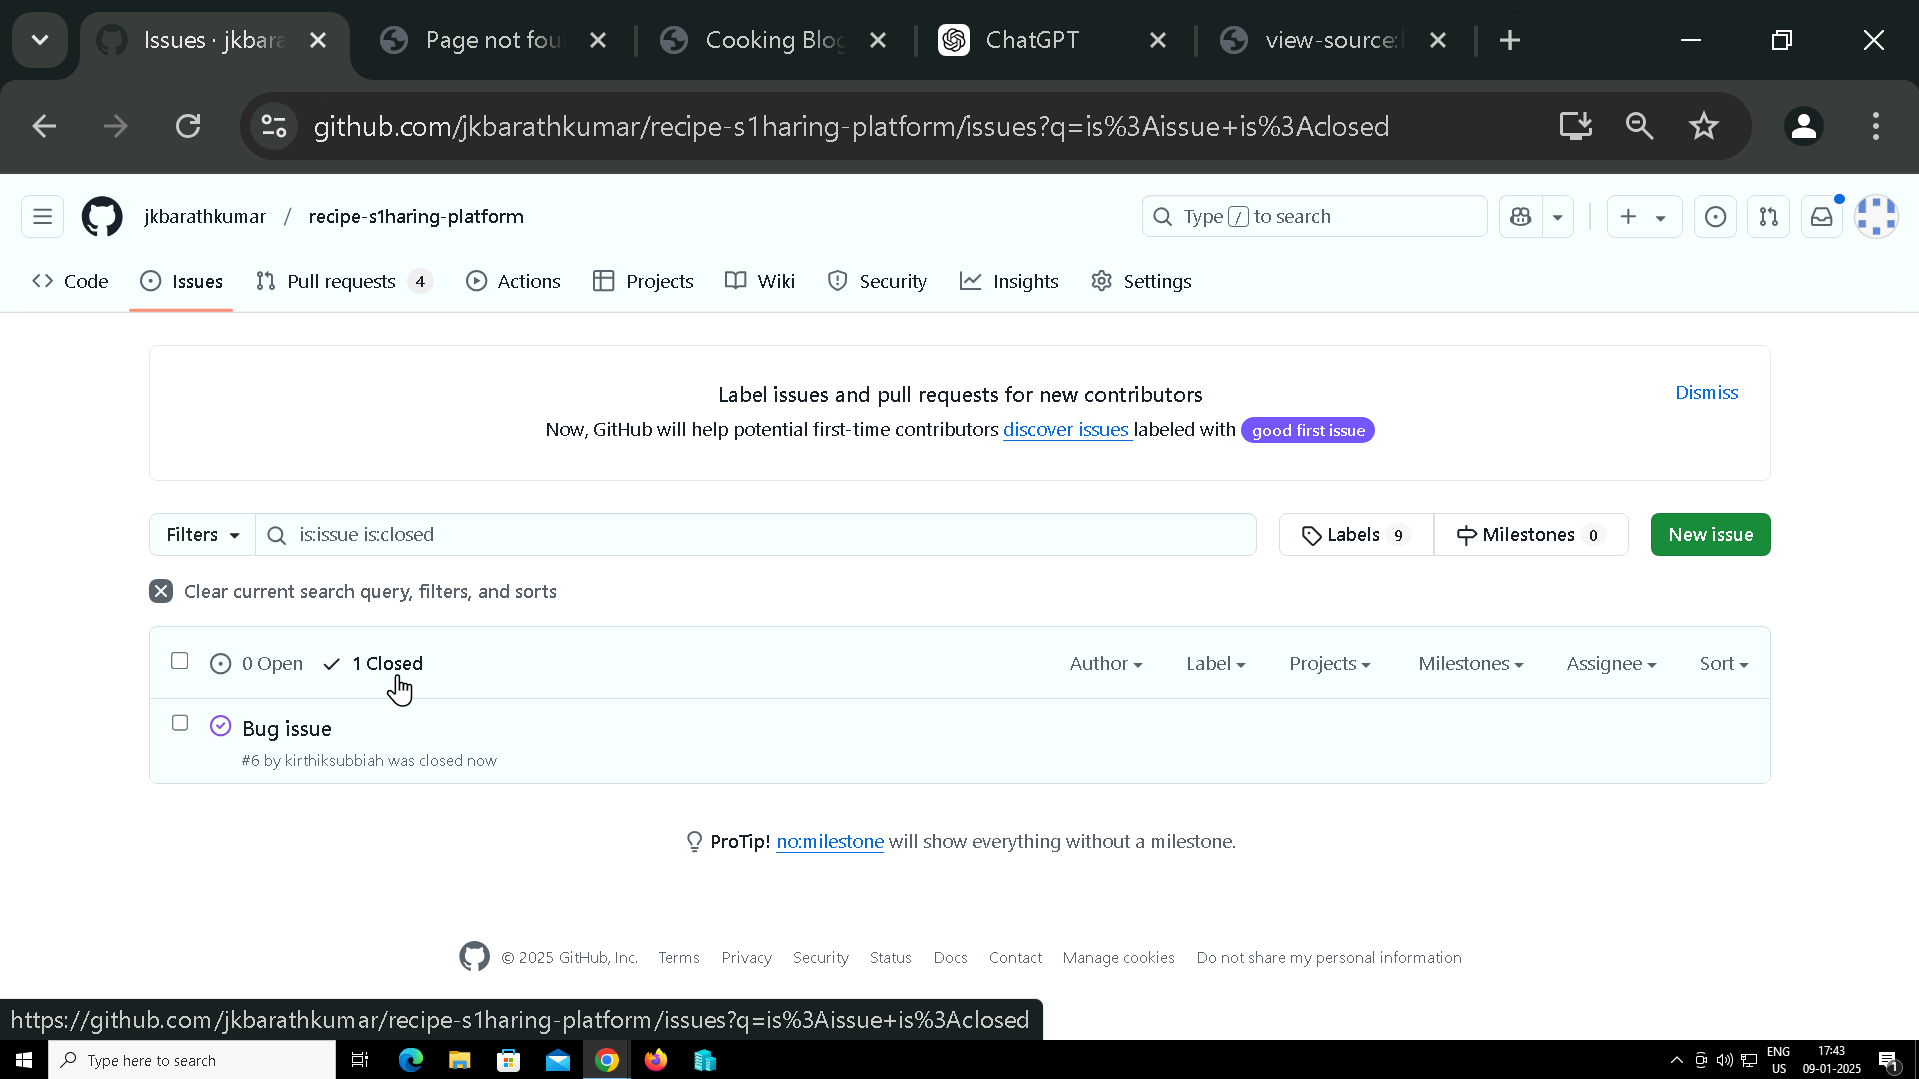 Issues · jkbara
Page not fou
Cooking Blog
ChatGPT
view-source:
github.com/jkbarathkumar/recipe-s1haring-platform/issues?q=is%3Aissue+is%3Aclosed
jkbarathkumar / recipe-s1haring-platform
Type / to search
Code
Issues
Pull requests 4
Actions
Projects
Wiki
Security
Insights
Settings
Label issues and pull requests for new contributors
Dismiss
Now, GitHub will help potential first-time contributors discover issues labeled with good first issue
Filters
is:issue is:closed
Labels 9
Milestones 0
New issue
Clear current search query, filters, and sorts
0 Open
1 Closed
Author
Label
Projects
Milestones
Assignee
Sort
Bug issue
#6 by kirthiksubbiah was closed now
ProTip! no:milestone will show everything without a milestone.
© 2025 GitHub, Inc.
Terms
Privacy
Security
Status
Docs
Contact
Manage cookies
Do not share my personal information
https://github.com/jkbarathkumar/recipe-s1haring-platform/issues?q=is%3Aissue+is%3Aclosed
Type here to search
ENG
US
17:43
09-01-2025
1